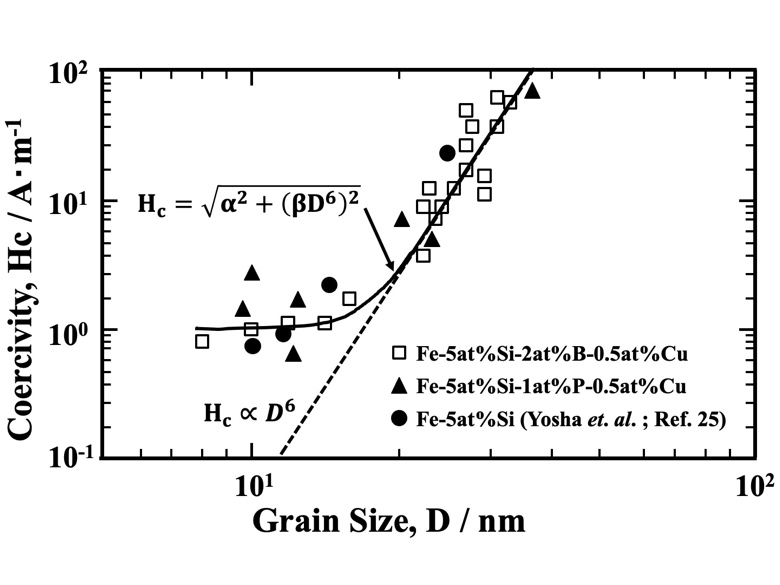 10²
Coercivity, Hc / A·m⁻¹
10¹
H_c = √α² + (βD⁶)²
10⁰
Fe-5at%Si-2at%B-0.5at%Cu
Fe-5at%Si-1at%P-0.5at%Cu
H_c ∝ D⁶
Fe-5at%Si (Yosha et. al. ; Ref. 25)
10⁻¹
10¹
10²
Grain Size, D / nm